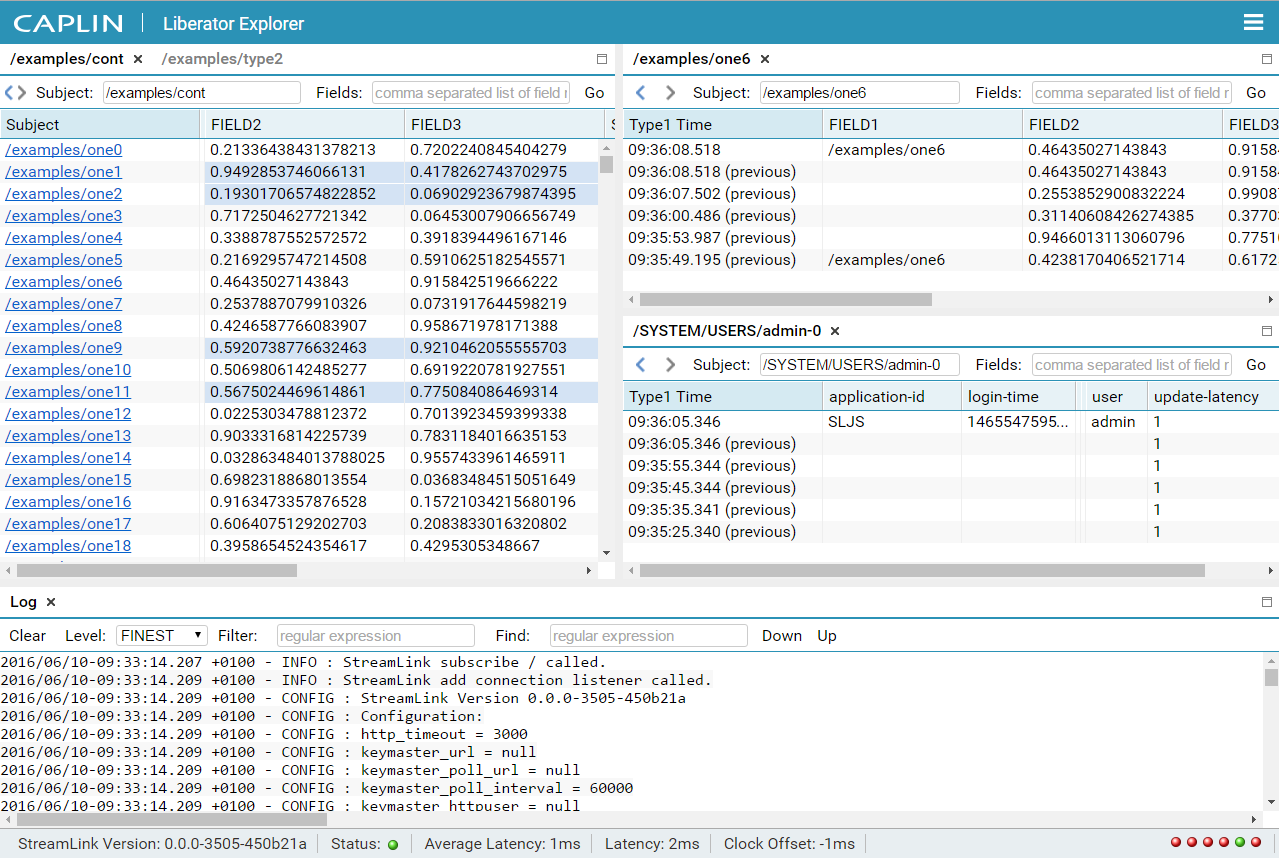 CAPLIN Liberator Explorer
/examples/cont × /examples/type2
Subject: /examples/cont Fields: comma separated list of field r Go
Subject FIELD2 FIELD3
/examples/one0 0.21336438431378213 0.7202240845404279
/examples/one1 0.9492853746066131 0.4178262743702975
/examples/one2 0.19301706574822852 0.06902923679874395
/examples/one3 0.7172504627721342 0.06453007906656749
/examples/one4 0.3388787552572572 0.3918394496167146
/examples/one5 0.2169295747214508 0.5910625182545571
/examples/one6 0.46435027143843 0.915842519666222
/examples/one7 0.2537887079910326 0.0731917644598219
/examples/one8 0.4246587766083907 0.958671978171388
/examples/one9 0.5920738776632463 0.9210462055555703
/examples/one10 0.5069806142485277 0.6919220781927551
/examples/one11 0.5675024469614861 0.775084086469314
/examples/one12 0.0225303478812372 0.7013923459399338
/examples/one13 0.9033316814225739 0.7831184016635153
/examples/one14 0.032863484013788025 0.9557433961465911
/examples/one15 0.6982318868013554 0.03683484515051649
/examples/one16 0.9163473357876528 0.15721034215680196
/examples/one17 0.6064075129202703 0.2083833016320802
/examples/one18 0.3958654524354617 0.4295305348667
/examples/one6 ×
Subject: /examples/one6 Fields: comma separated list of field r Go
Type1 Time FIELD1 FIELD2 FIELD3
09:36:08.518 /examples/one6 0.46435027143843 0.9158
09:36:08.518 (previous) 0.46435027143843 0.9158
09:36:07.502 (previous) 0.2553852900832224 0.9908
09:36:00.486 (previous) 0.31140608426274385 0.3770
09:35:53.987 (previous) 0.9466013113060796 0.7751
09:35:49.195 (previous) /examples/one6 0.4238170406521714 0.6172
/SYSTEM/USERS/admin-0 ×
Subject: /SYSTEM/USERS/admin-0 Fields: comma separated list of field r Go
Type1 Time application-id login-time user update-latency
09:36:05.346 SLJS 1465547595... admin 1
09:36:05.346 (previous) 1
09:35:55.344 (previous) 1
09:35:45.344 (previous) 1
09:35:35.341 (previous) 1
09:35:25.340 (previous) 1
Log ×
Clear Level: FINEST Filter: regular expression Find: regular expression Down Up
2016/06/10-09:33:14.207 +0100 - INFO : StreamLink subscribe / called.
2016/06/10-09:33:14.209 +0100 - INFO : StreamLink add connection listener called.
2016/06/10-09:33:14.209 +0100 - CONFIG : StreamLink Version 0.0.0-3505-450b21a
2016/06/10-09:33:14.209 +0100 - CONFIG : Configuration:
2016/06/10-09:33:14.209 +0100 - CONFIG : http_timeout = 3000
2016/06/10-09:33:14.209 +0100 - CONFIG : keymaster_url = null
2016/06/10-09:33:14.209 +0100 - CONFIG : keymaster_poll_url = null
2016/06/10-09:33:14.209 +0100 - CONFIG : keymaster_poll_interval = 60000
2016/06/10-09:33:14.209 +0100 - CONFIG : keymaster_httpuser = null
StreamLink Version: 0.0.0-3505-450b21a Status: Average Latency: 1ms Latency: 2ms Clock Offset: -1ms